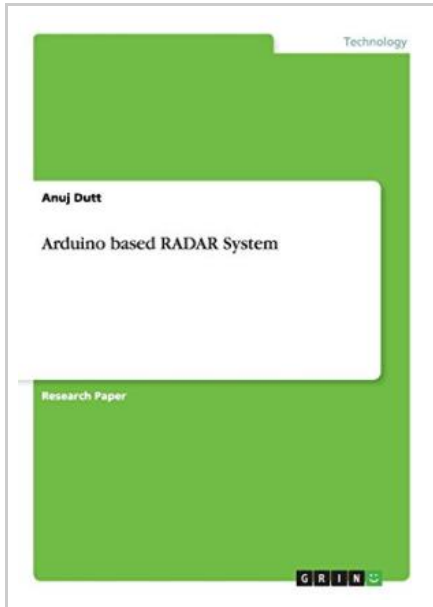 Technology
Anuj Dutt
Arduino based RADAR System
Research Paper
GRIN